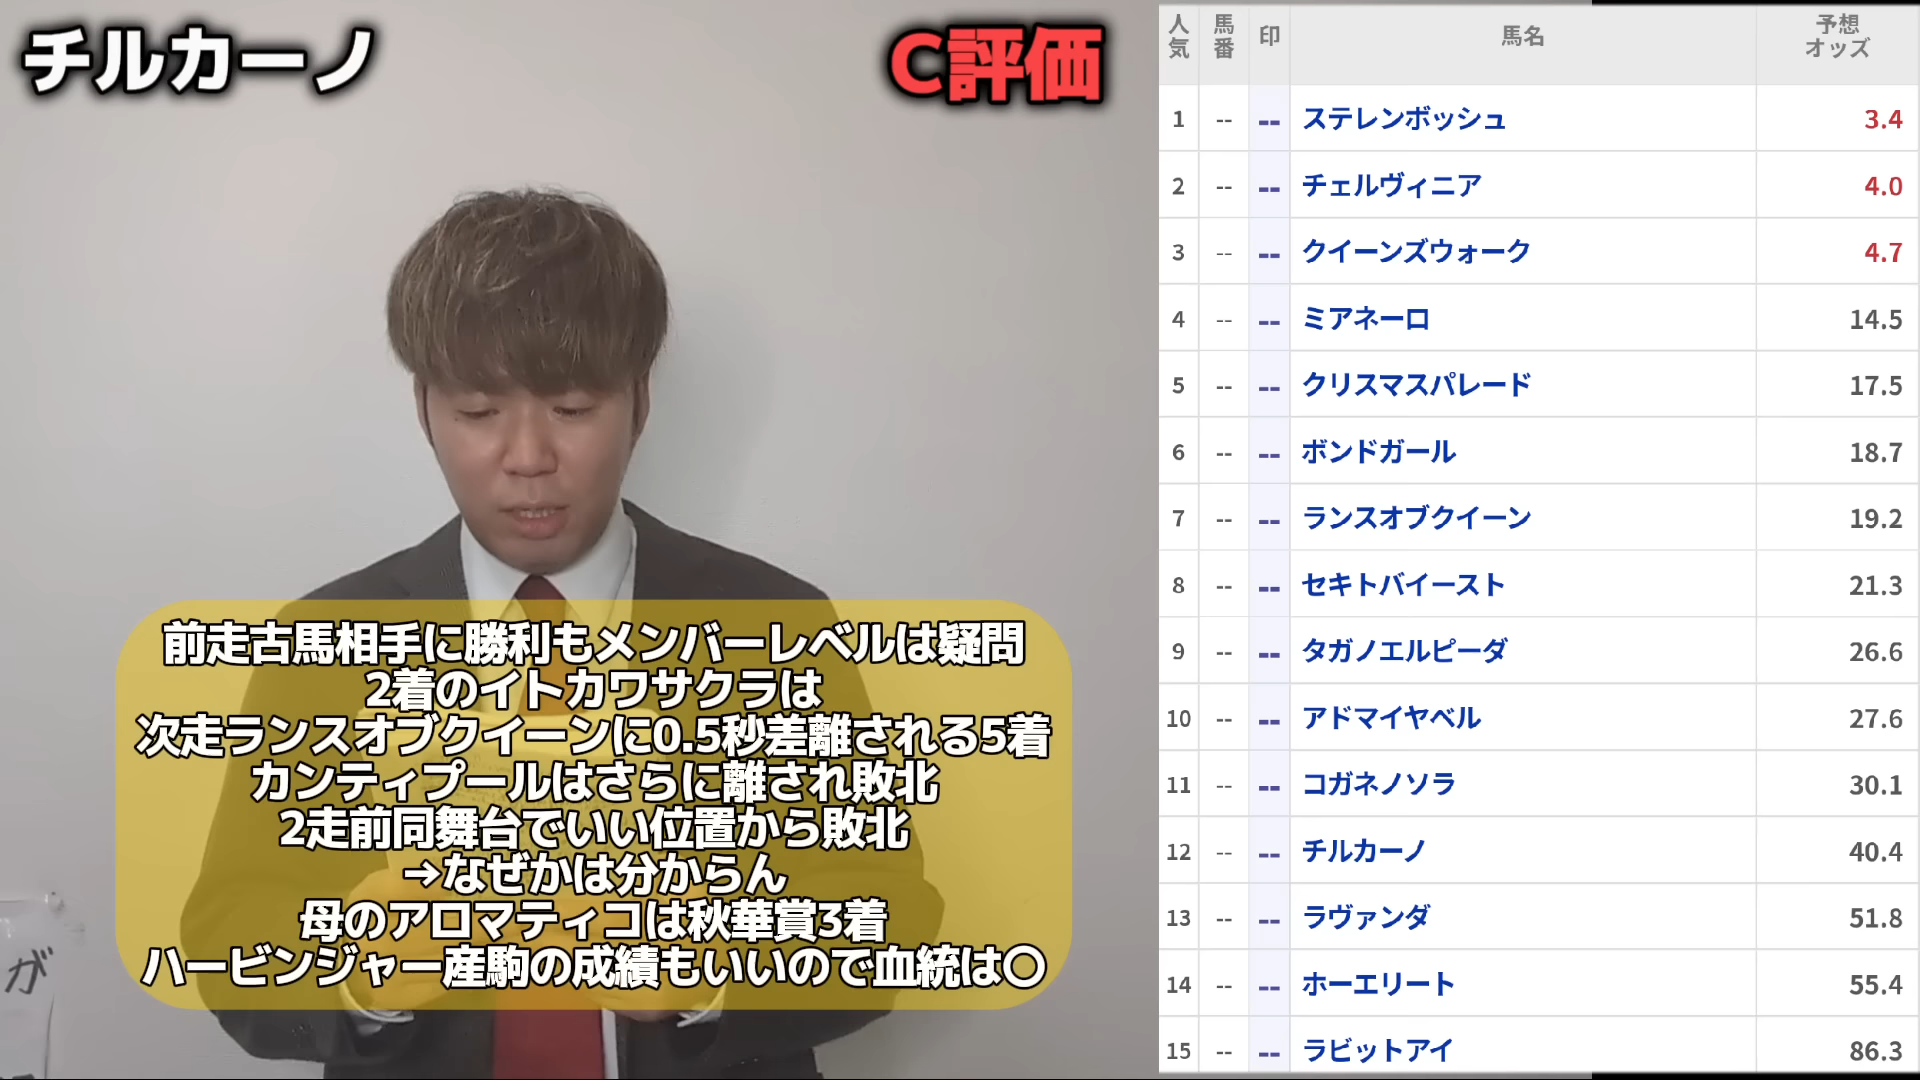 チルカーノ
C評価
前走古馬相手に勝利もメンバーレベルは疑問
2着のイトカワサクラは
次走ランスオブクイーンに0.5秒差離される5着
カンティプールはさらに離され敗北
2走前同舞台でいい位置から敗北
→なぜかは分からん
母のアロマティコは秋華賞3着
ハービンジャー産駒の成績もいいので血統は〇
が
人気 馬番 印 馬名 予想オッズ
1 -- -- ステレンボッシュ 3.4
2 -- -- チェルヴィニア 4.0
3 -- -- クイーンズウォーク 4.7
4 -- -- ミアネーロ 14.5
5 -- -- クリスマスパレード 17.5
6 -- -- ボンドガール 18.7
7 -- -- ランスオブクイーン 19.2
8 -- -- セキトバイースト 21.3
9 -- -- タガノエルピーダ 26.6
10 -- -- アドマイヤベル 27.6
11 -- -- コガネノソラ 30.1
12 -- -- チルカーノ 40.4
13 -- -- ラヴァンダ 51.8
14 -- -- ホーエリート 55.4
15 -- -- ラビットアイ 86.3